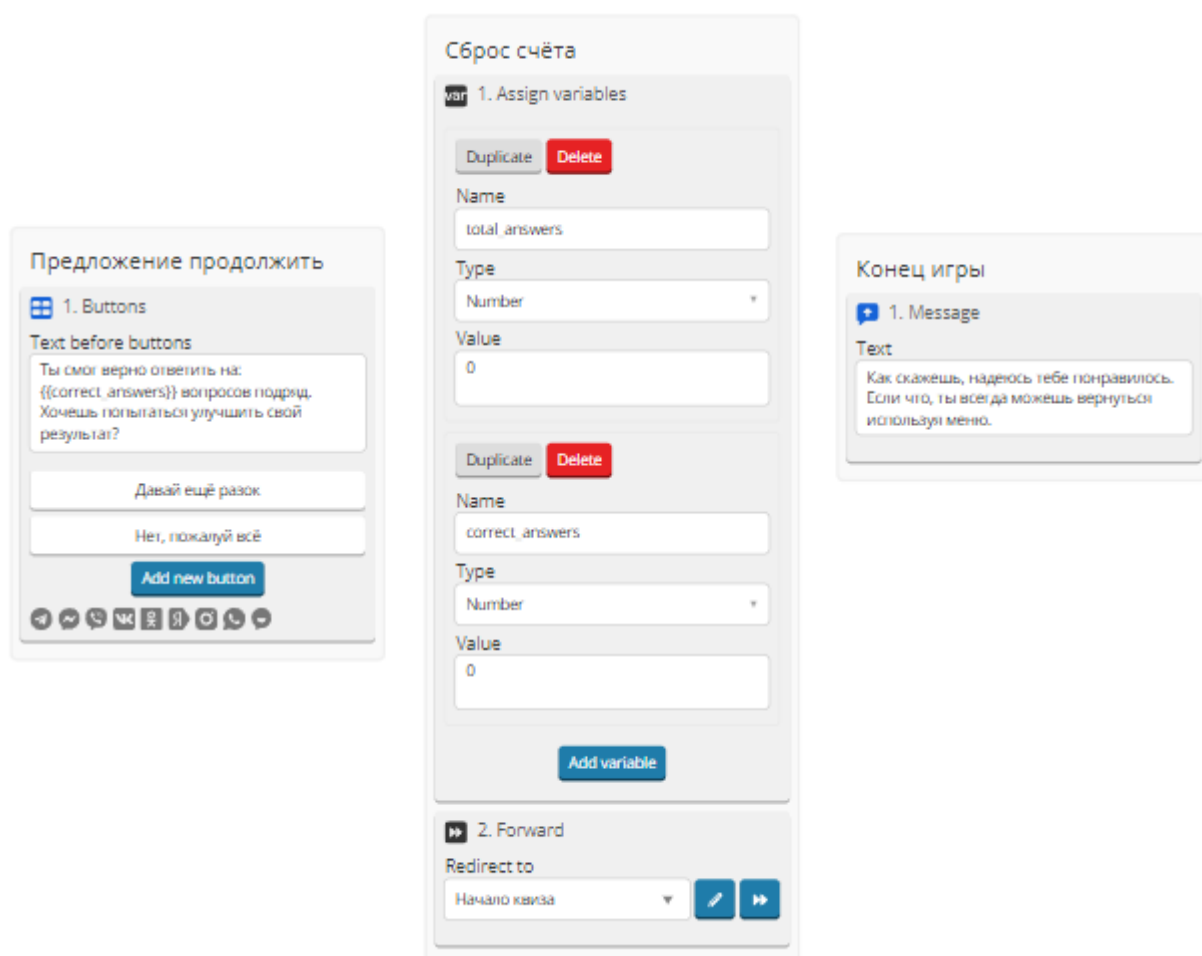 Предложение продолжить
1. Buttons
Text before buttons
Ты смог верно ответить на:
{{correct_answers}} вопросов подряд.
Хочешь попытаться улучшить свой
результат?
Давай ещё разок
Нет, пожалуй всё
Add new button
Сброс счёта
var 1. Assign variables
Duplicate Delete
Name
total_answers
Type
Number
Value
0
Duplicate Delete
Name
correct_answers
Type
Number
Value
0
Add variable
2. Forward
Redirect to
Начало квиза
Конец игры
1. Message
Text
Как скажешь, надеюсь тебе понравилось.
Если что, ты всегда можешь вернуться
используя меню.